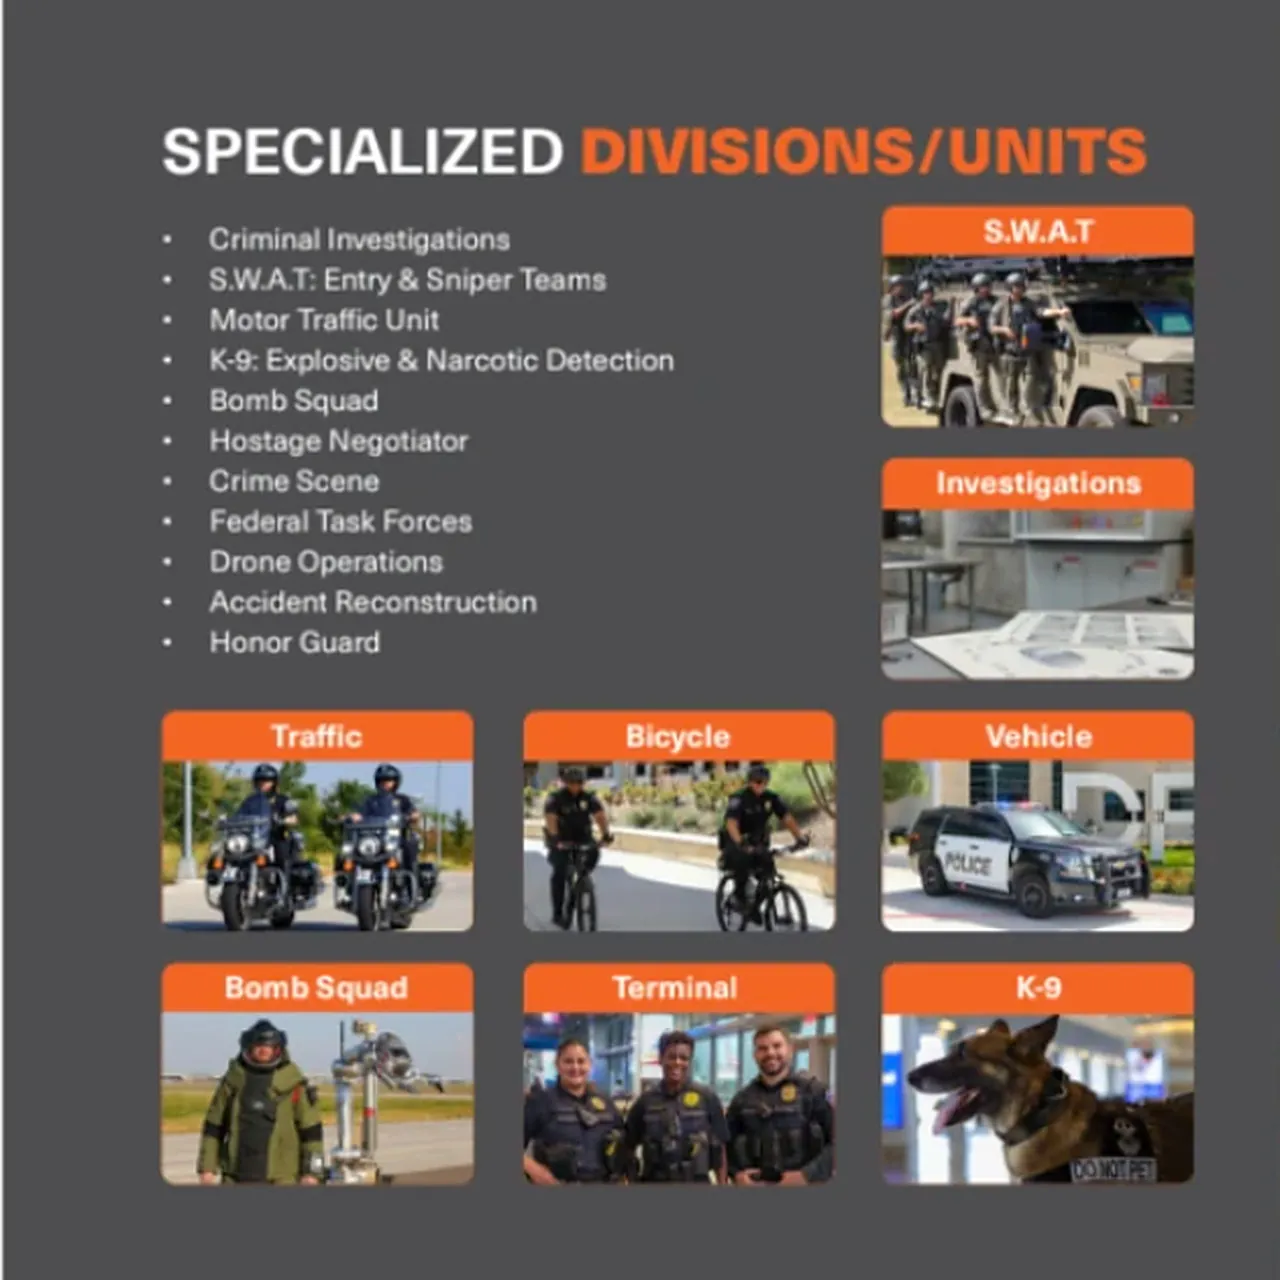 SPECIALIZED DIVISIONS/UNITS
• Criminal Investigations
• S.W.A.T: Entry & Sniper Teams
• Motor Traffic Unit
• K-9: Explosive & Narcotic Detection
• Bomb Squad
• Hostage Negotiator
• Crime Scene
• Federal Task Forces
• Drone Operations
• Accident Reconstruction
• Honor Guard
S.W.A.T
Investigations
Traffic
Bicycle
Vehicle
POLICE
Bomb Squad
Terminal
K-9
DO NOT PET